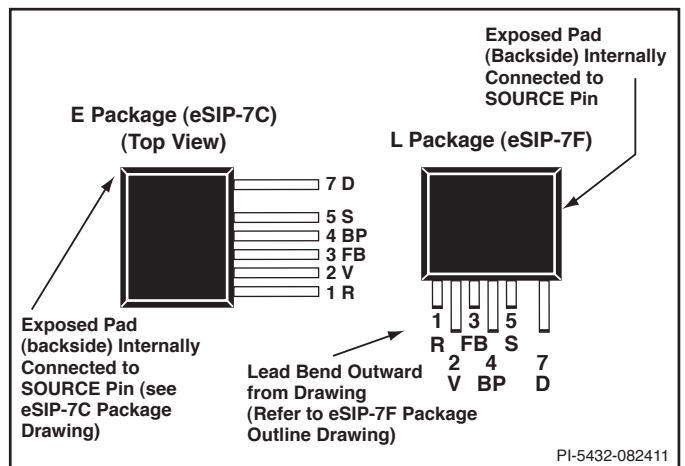 Exposed Pad
(Backside) Internally
Connected to
SOURCE Pin
E Package (eSIP-7C)
(Top View)
L Package (eSIP-7F)
7 D
5 S
4 BP
3 FB
2 V
1 R
Exposed Pad
(backside) Internally
Connected to
SOURCE Pin (see
eSIP-7C Package
Drawing)
1 3 5
R FB S
2 4 7
V BP D
Lead Bend Outward
from Drawing
(Refer to eSIP-7F Package
Outline Drawing)
PI-5432-082411